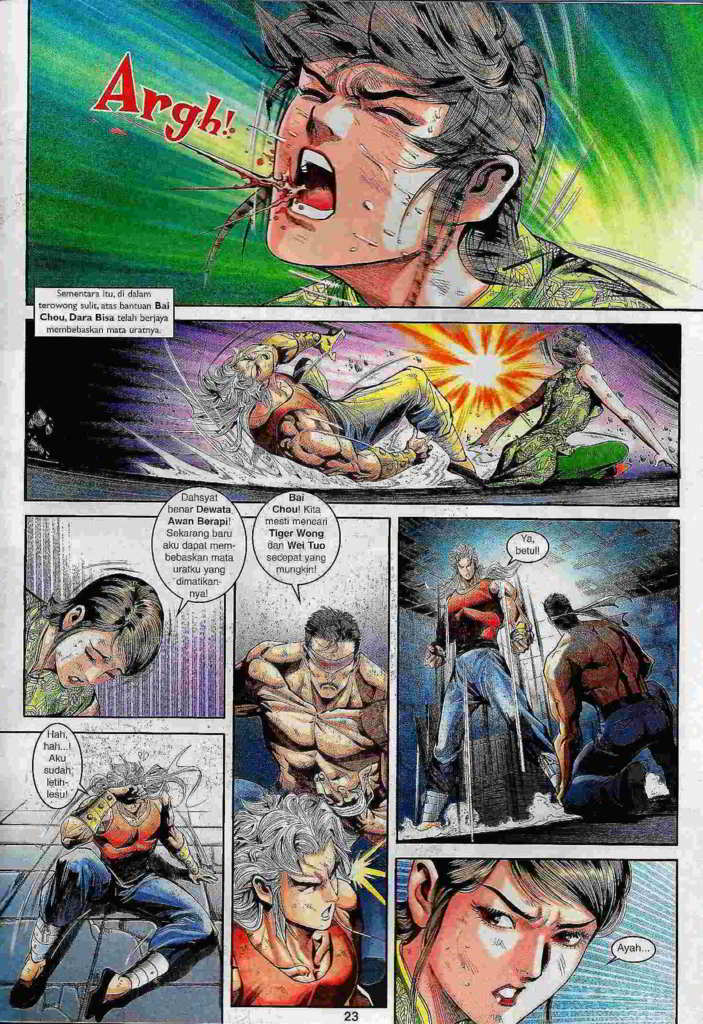 Argh!
Sementara itu, di dalam
terowong sulit, atas bantuan Bai
Chou, Dara Bisa telah berjaya
membebaskan mata uratnya.
Dahsyat
benar Dewata
Awan Berapi!
Sekarang baru
aku dapat mem-
bebaskan mata
uratku yang
dimatikan-
nya!
Bai
Chou! Kita
mesti mencari
Tiger Wong
dan Wei Tuo
secepat yang
mungkin!
Ya,
betul!
Hah,
hah...!
Aku
sudah
letih-
lesu!
Ayah...
23